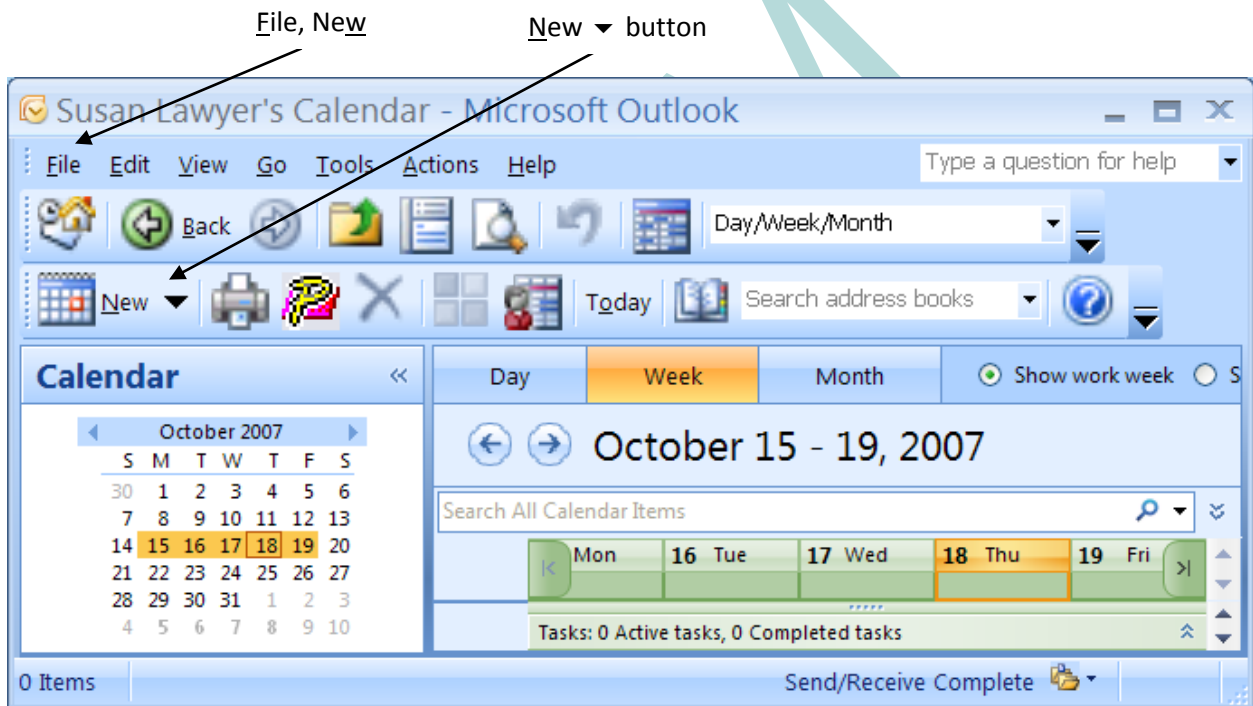 File, New
New ▾ button
Susan Lawyer's Calendar - Microsoft Outlook
File Edit View Go Tools Actions Help Type a question for help
Back Day/Week/Month
New Today Search address books
Calendar « Day Week Month Show work week S
October 2007
October 15 - 19, 2007
S M T W T F S
30 1 2 3 4 5 6
7 8 9 10 11 12 13
14 15 16 17 18 19 20
21 22 23 24 25 26 27
28 29 30 31 1 2 3
4 5 6 7 8 9 10
Search All Calendar Items
Mon 16 Tue 17 Wed 18 Thu 19 Fri
Tasks: 0 Active tasks, 0 Completed tasks
0 Items Send/Receive Complete